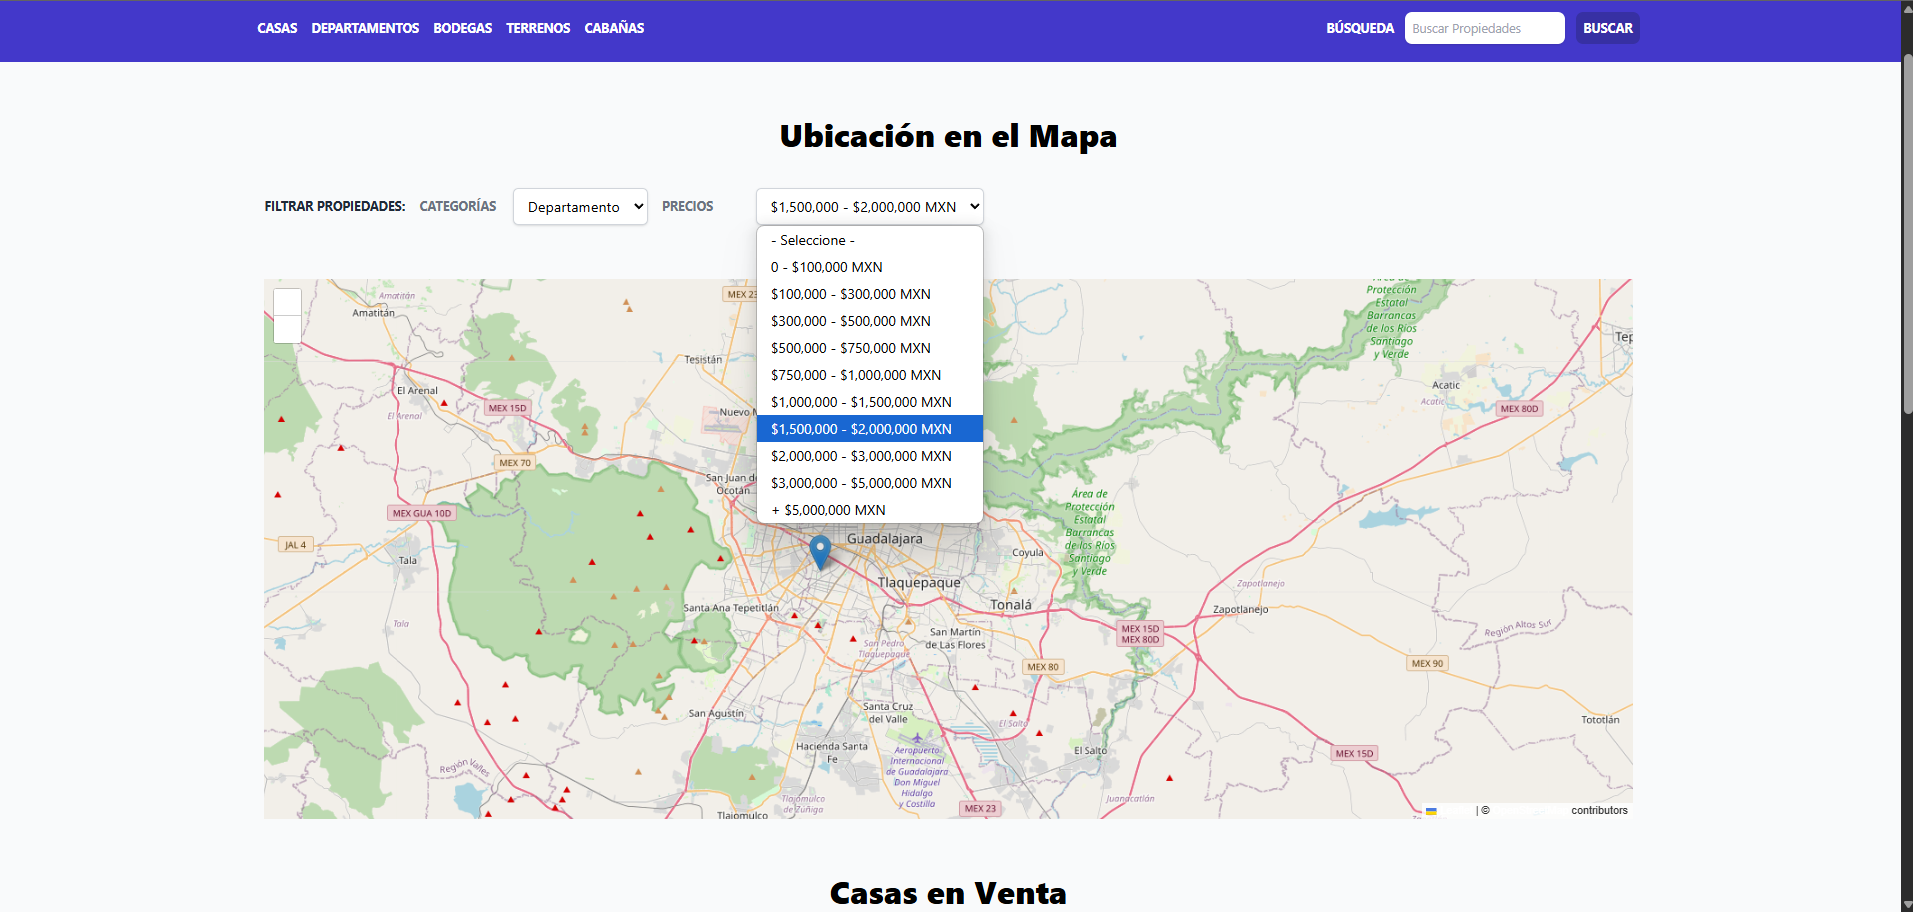 CASAS DEPARTAMENTOS BODEGAS TERRENOS CABAÑAS
BÚSQUEDA Buscar Propiedades BUSCAR
Ubicación en el Mapa
FILTRAR PROPIEDADES: CATEGORÍAS Departamento PRECIOS $1,500,000 - $2,000,000 MXN
- Seleccione -
0 - $100,000 MXN
$100,000 - $300,000 MXN
$300,000 - $500,000 MXN
$500,000 - $750,000 MXN
$750,000 - $1,000,000 MXN
$1,000,000 - $1,500,000 MXN
$1,500,000 - $2,000,000 MXN
$2,000,000 - $3,000,000 MXN
$3,000,000 - $5,000,000 MXN
+ $5,000,000 MXN
Amatitán
Amatitán
MEX 23
Protección
Estatal
Barrancas
de los Ríos
Santiago
y Verde
Tesistán
El Arenal
El Arenal
MEX 15D
Nuevo
Acatic
Acatic
MEX 80D
MEX 70
San Juan de
Ocotán
MEX GUA 10D
Área de
Protección
Estatal
Barrancas
de los Ríos
Santiago
y Verde
JAL 4
Tala
Guadalajara
Coyula
Tlaquepaque
Zapotlanejo
Santa Ana Tepetitlán
Tonalá
Zapotlanejo
Tala
MEX 15D
MEX 80D
Región Altos Sur
San Martín
de Las Flores
San Pedro
Tlaquepaque
MEX 80
MEX 90
San Agustín
Santa Cruz
del Valle
El Salto
Tototlán
Hacienda Santa
Fe
El Salto
MEX 15D
Región Valles
Aeropuerto
Internacional
de Guadalajara
Don Miguel
Hidalgo
y Costilla
Tlajomulco
de Zúñiga
Juanacatlán
MEX 23
Tlajomulco
| © contributors
Casas en Venta